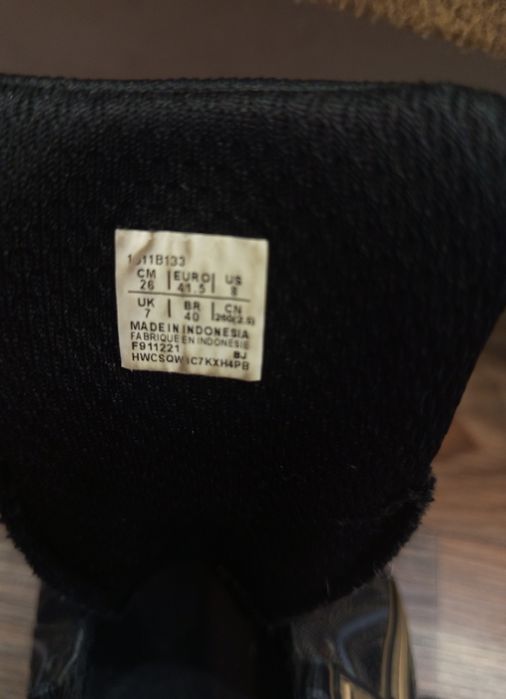 CM | EURO | US
26 | 41.5 | 8
UK | BR | CN
7 | 40 | 260(2.5)
MADE IN INDONESIA
FABRIQUE EN INDONESIE
F911221 BJ